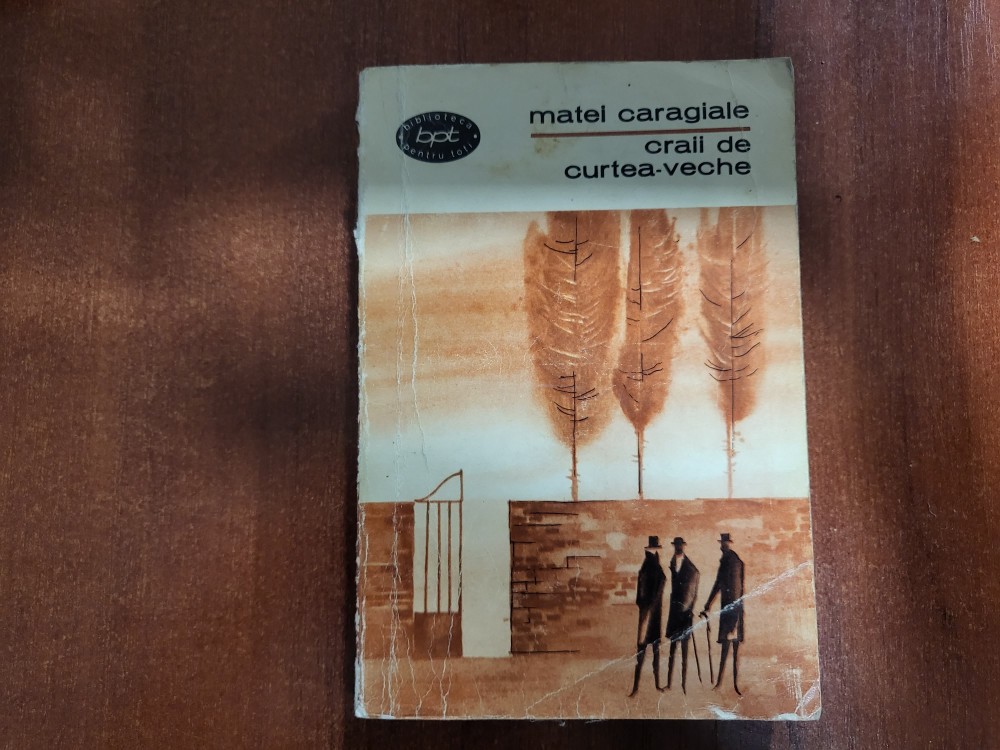 biblioteca
bpt
pentru toți
matei caragiale
craii de
curtea-veche